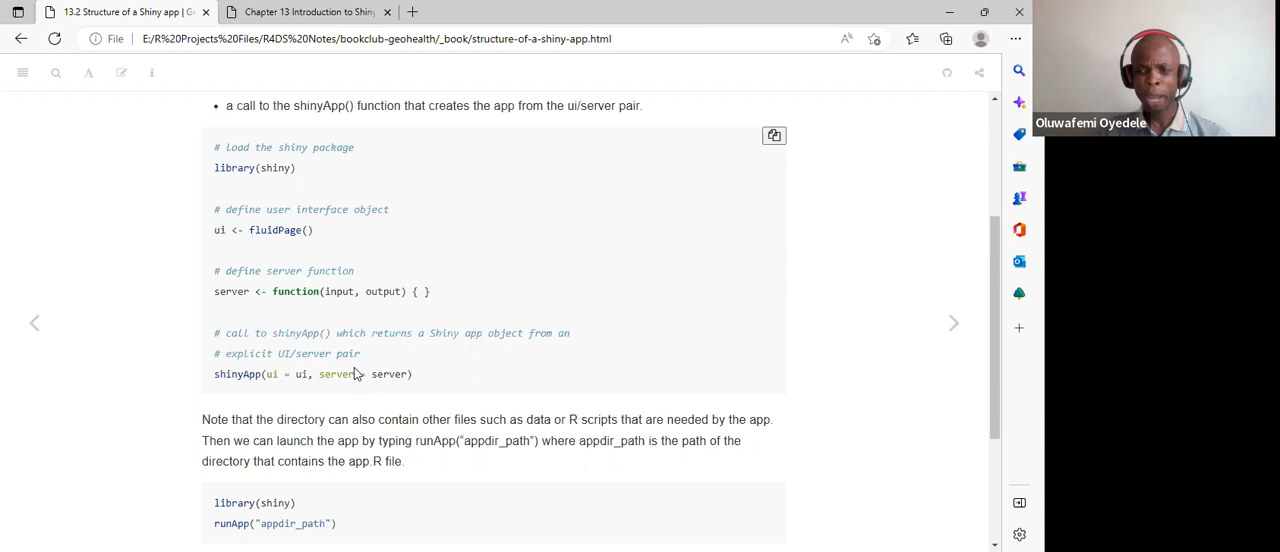 13.2 Structure of a Shiny app | Ge
Chapter 13 Introduction to Shiny
File
E:/R%20Projects%20Files/R4DS%20Notes/bookclub-geohealth/_book/structure-of-a-shiny-app.html
Oluwafemi Oyedele
a call to the shinyApp() function that creates the app from the ui/server pair.
# load the shiny package
library(shiny)
# define user interface object
ui <- fluidPage()
# define server function
server <- function(input, output) { }
# call to shinyApp() which returns a Shiny app object from an
# explicit UI/server pair
shinyApp(ui = ui, server = server)
Note that the directory can also contain other files such as data or R scripts that are needed by the app.
Then we can launch the app by typing runApp("appdir_path") where appdir_path is the path of the
directory that contains the app.R file.
library(shiny)
runApp("appdir_path")